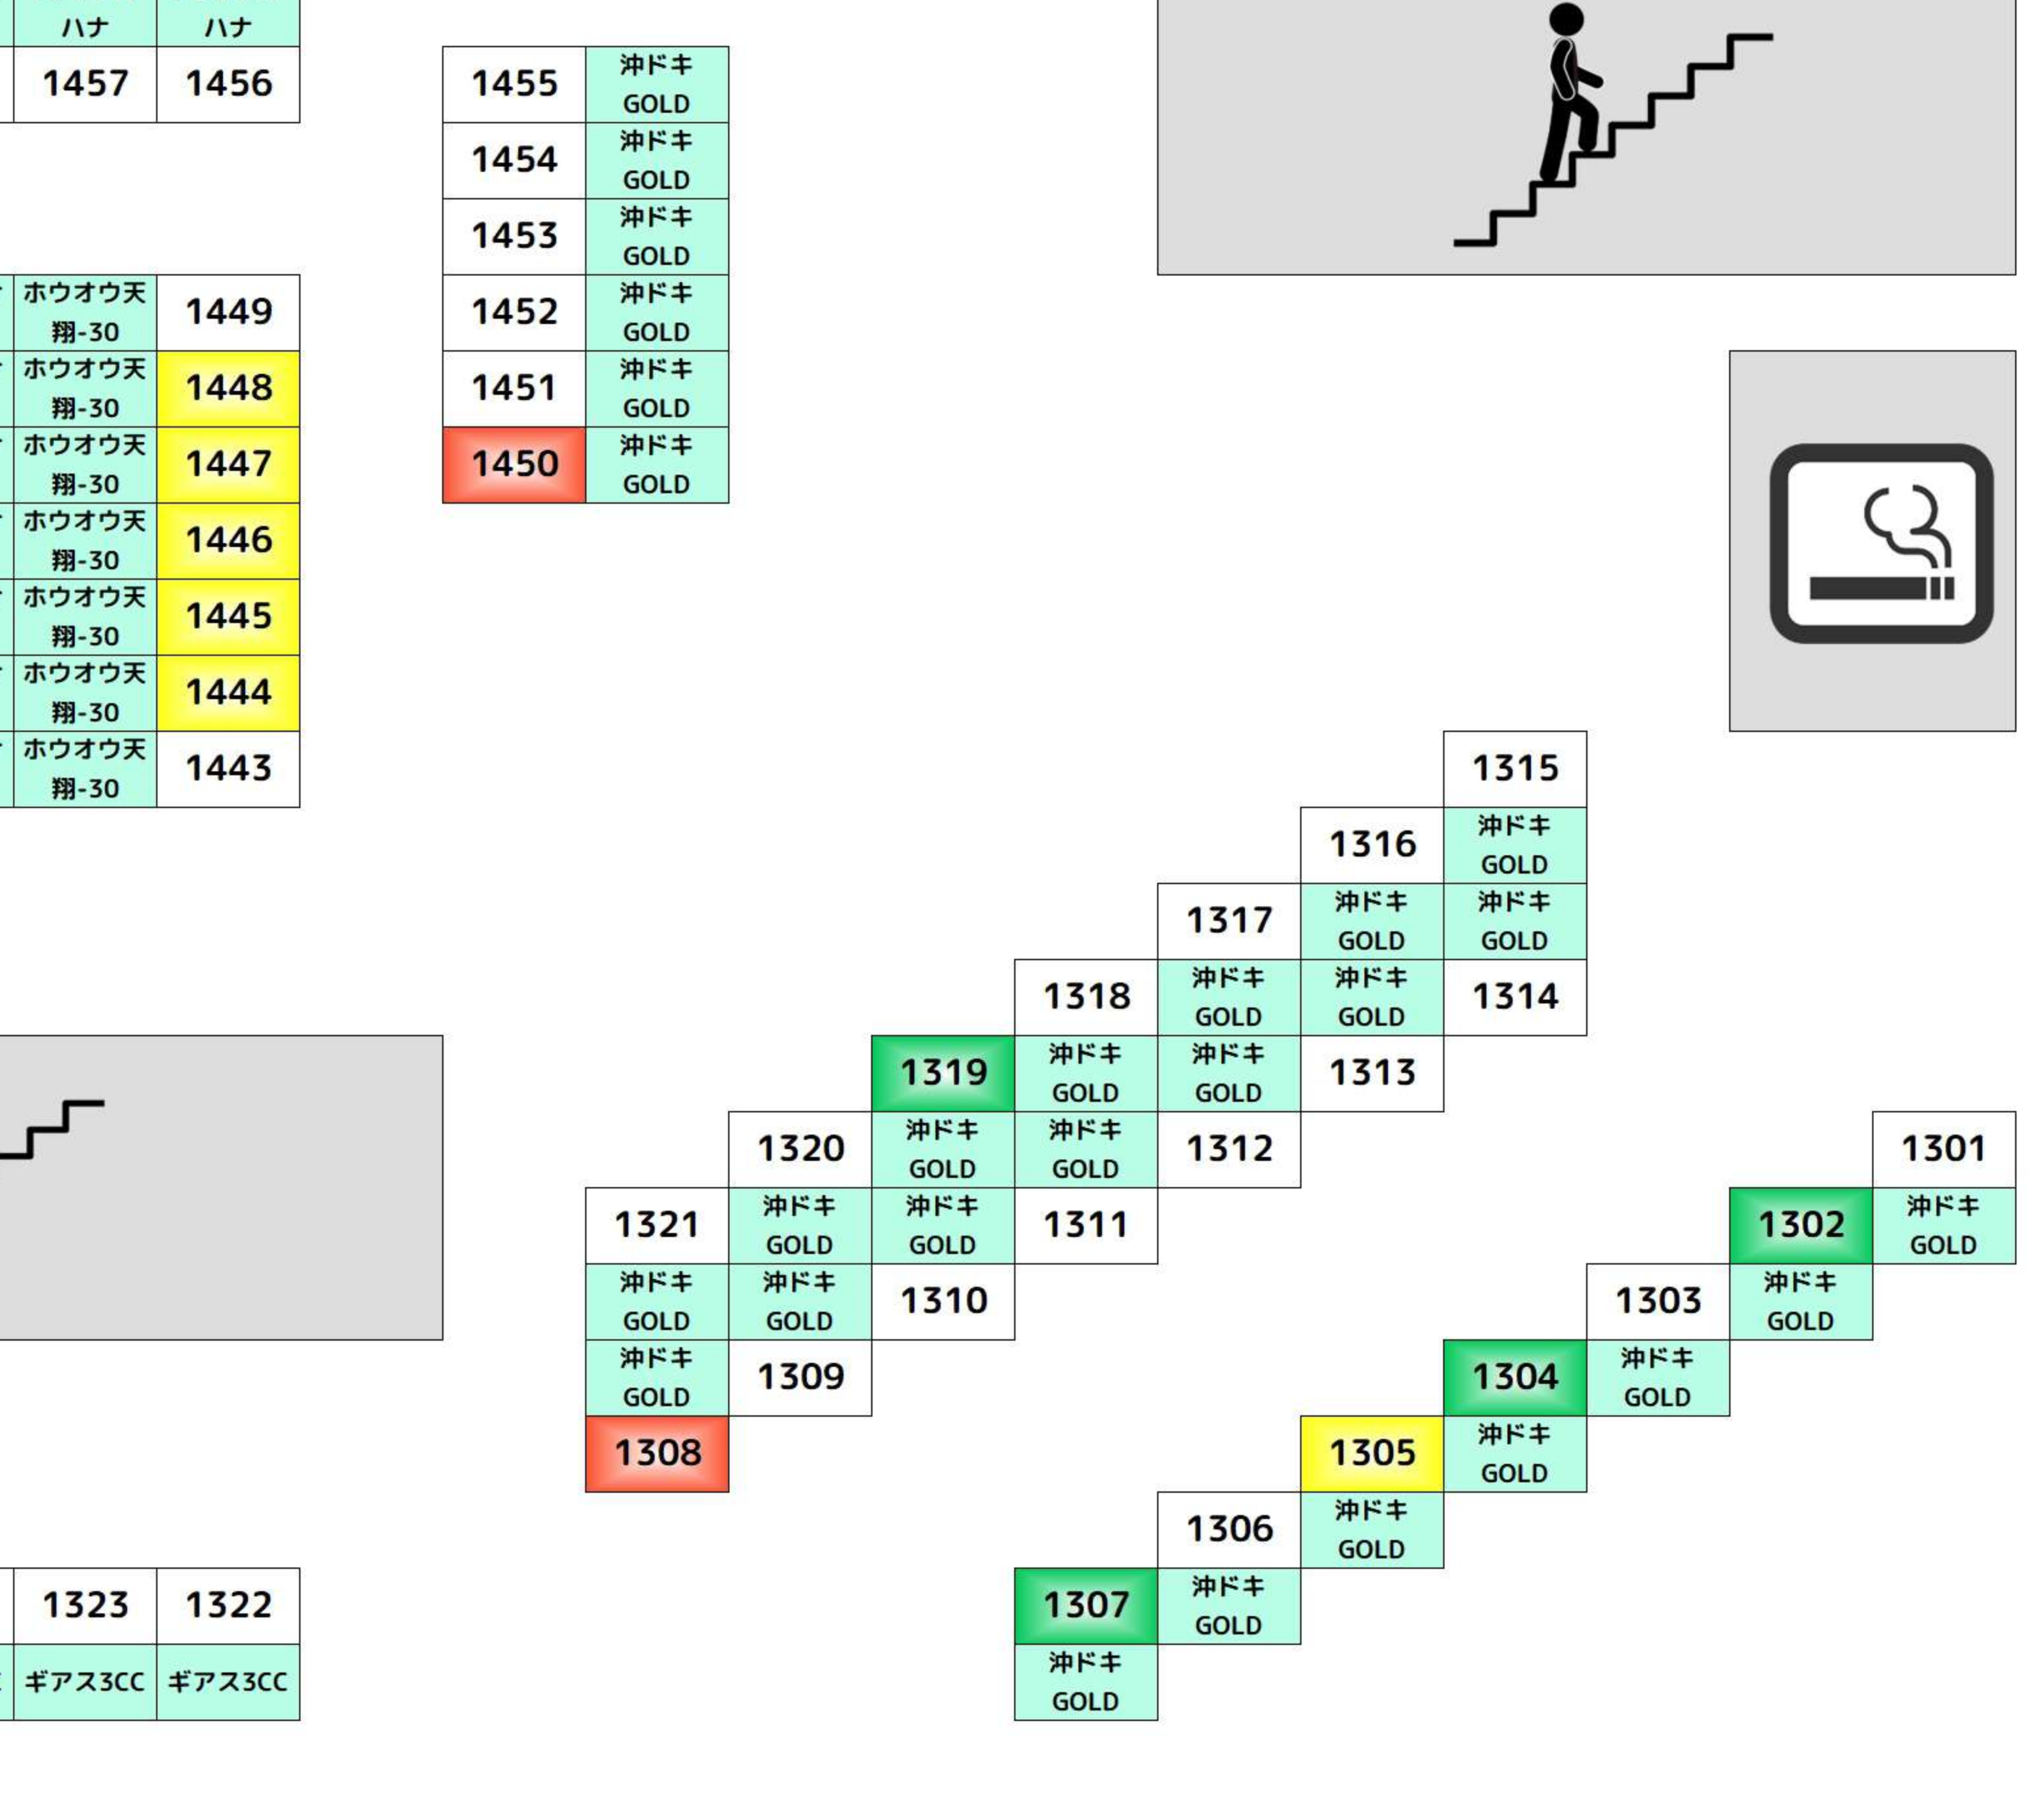 ハナ ハナ
1457 1456
1455 沖ドキ GOLD
1454 沖ドキ GOLD
1453 沖ドキ GOLD
1452 沖ドキ GOLD
1451 沖ドキ GOLD
1450 沖ドキ GOLD
ホウオウ天翔-30 1449
ホウオウ天翔-30 1448
ホウオウ天翔-30 1447
ホウオウ天翔-30 1446
ホウオウ天翔-30 1445
ホウオウ天翔-30 1444
ホウオウ天翔-30 1443
1315
1316 沖ドキ GOLD
1317 沖ドキ GOLD 沖ドキ GOLD
1318 沖ドキ GOLD 沖ドキ GOLD 1314
1319 沖ドキ GOLD 沖ドキ GOLD 1313
1320 沖ドキ GOLD 沖ドキ GOLD 1312 1301
1321 沖ドキ GOLD 沖ドキ GOLD 1311 1302 沖ドキ GOLD
沖ドキ GOLD 沖ドキ GOLD 1310 1303 沖ドキ GOLD
沖ドキ GOLD 1309 1304 沖ドキ GOLD
1308 1305 沖ドキ GOLD
1306 沖ドキ GOLD
1323 1322 1307 沖ドキ GOLD
ギアス3CC ギアス3CC 沖ドキ GOLD